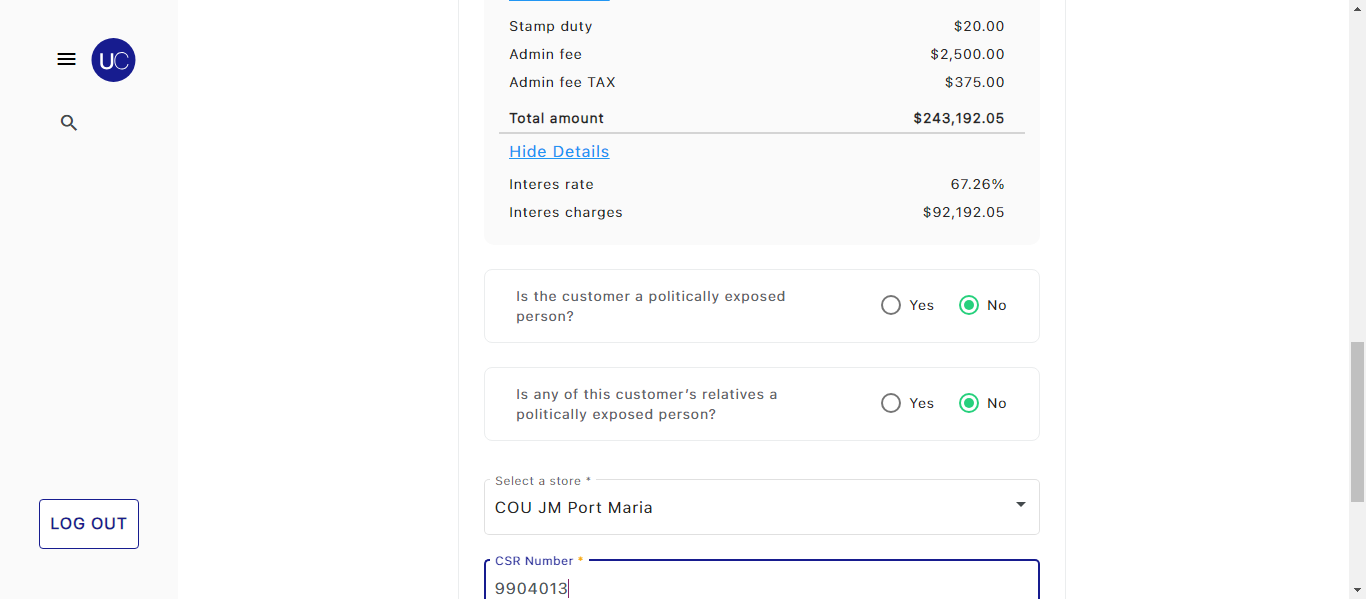 UC
Stamp duty $20.00
Admin fee $2,500.00
Admin fee TAX $375.00
Total amount $243,192.05
Hide Details
Interes rate 67.26%
Interes charges $92,192.05
Is the customer a politically exposed
person?
Yes No
Is any of this customer's relatives a
politically exposed person?
Yes No
Select a store *
COU JM Port Maria
CSR Number *
9904013
LOG OUT